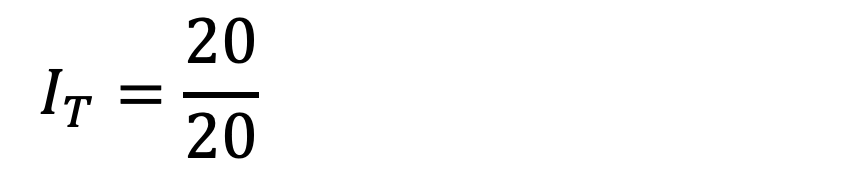 I_T = 20/20